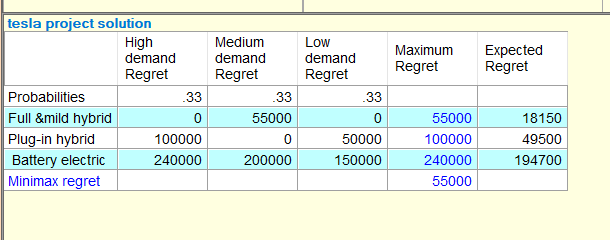 tesla project solution
High demand Regret Medium demand Regret Low demand Regret Maximum Regret Expected Regret
Probabilities .33 .33 .33
Full &mild hybrid 0 55000 0 55000 18150
Plug-in hybrid 100000 0 50000 100000 49500
Battery electric 240000 200000 150000 240000 194700
Minimax regret 55000